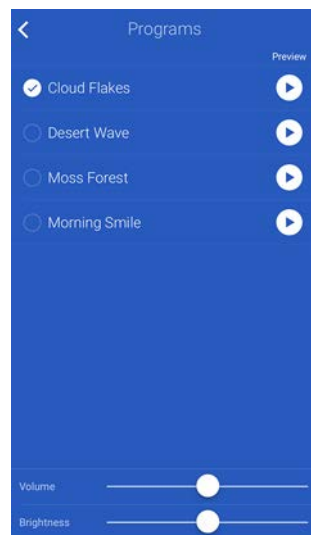 Programs
Preview
Cloud Flakes
Desert Wave
Moss Forest
Morning Smile
Volume
Brightness